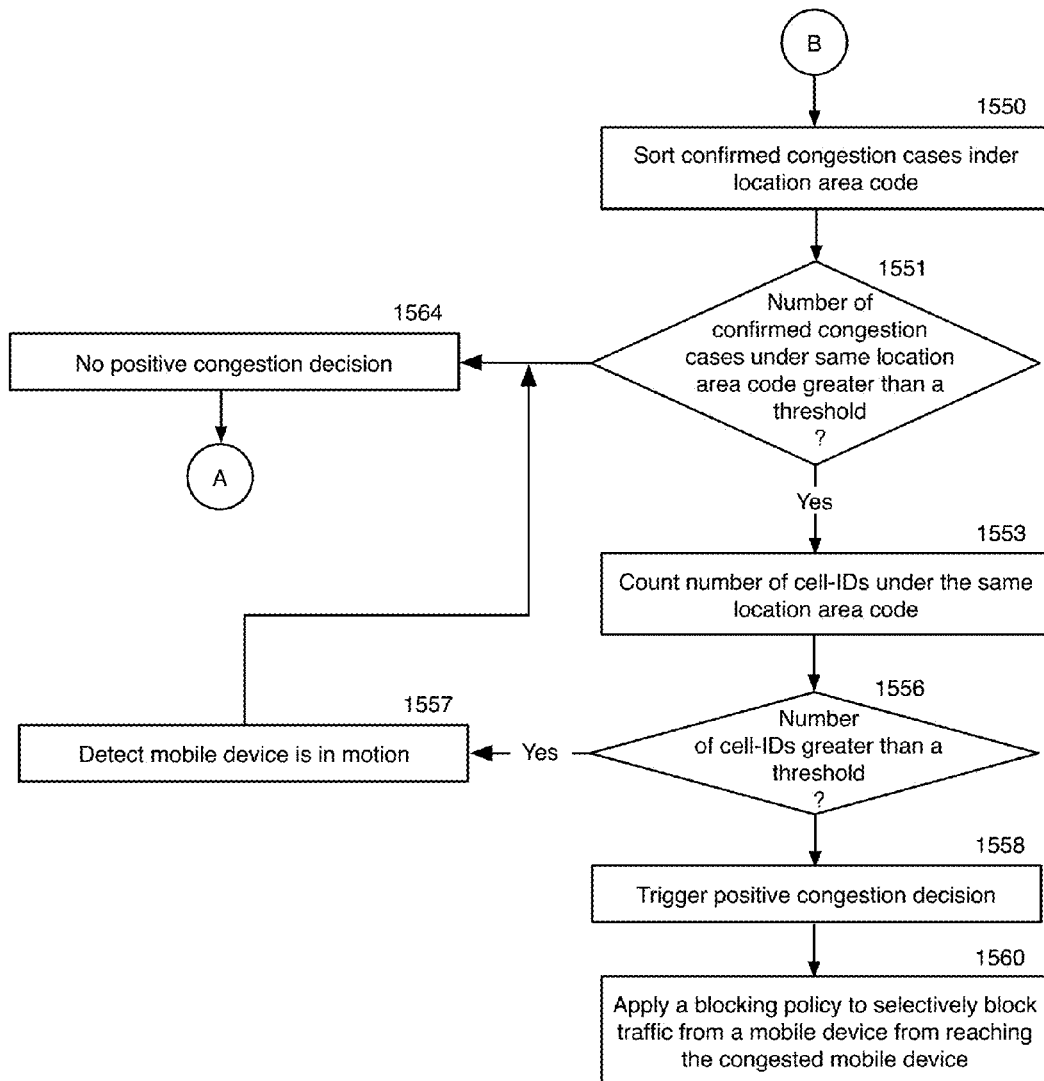 B
1550
Sort confirmed congestion cases inder
location area code
1551
Number of
confirmed congestion
cases under same location
area code greater than a
threshold
?
1564
No positive congestion decision
A
Yes
1553
Count number of cell-IDs under the same
location area code
1556
Number
of cell-IDs greater than a
threshold
?
Yes
1557
Detect mobile device is in motion
1558
Trigger positive congestion decision
1560
Apply a blocking policy to selectively block
traffic from a mobile device from reaching
the congested mobile device